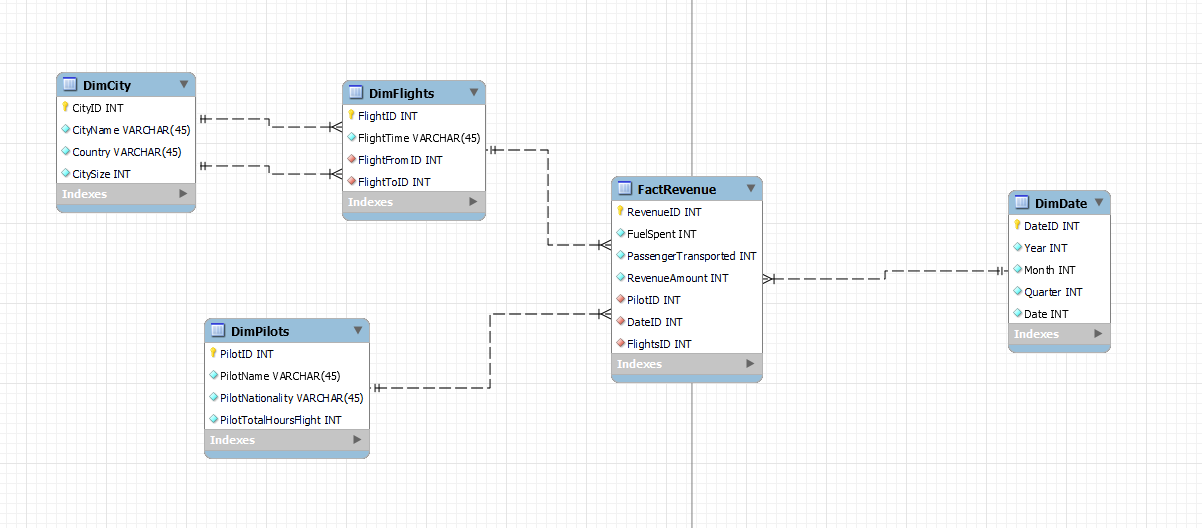 DimCity
CityID INT
CityName VARCHAR(45)
Country VARCHAR(45)
CitySize INT
Indexes
DimFlights
FlightID INT
FlightTime VARCHAR(45)
FlightFromID INT
FlightToID INT
Indexes
FactRevenue
RevenueID INT
FuelSpent INT
PassengerTransported INT
RevenueAmount INT
PilotID INT
DateID INT
FlightsID INT
Indexes
DimDate
DateID INT
Year INT
Month INT
Quarter INT
Date INT
Indexes
DimPilots
PilotID INT
PilotName VARCHAR(45)
PilotNationality VARCHAR(45)
PilotTotalHoursFlight INT
Indexes